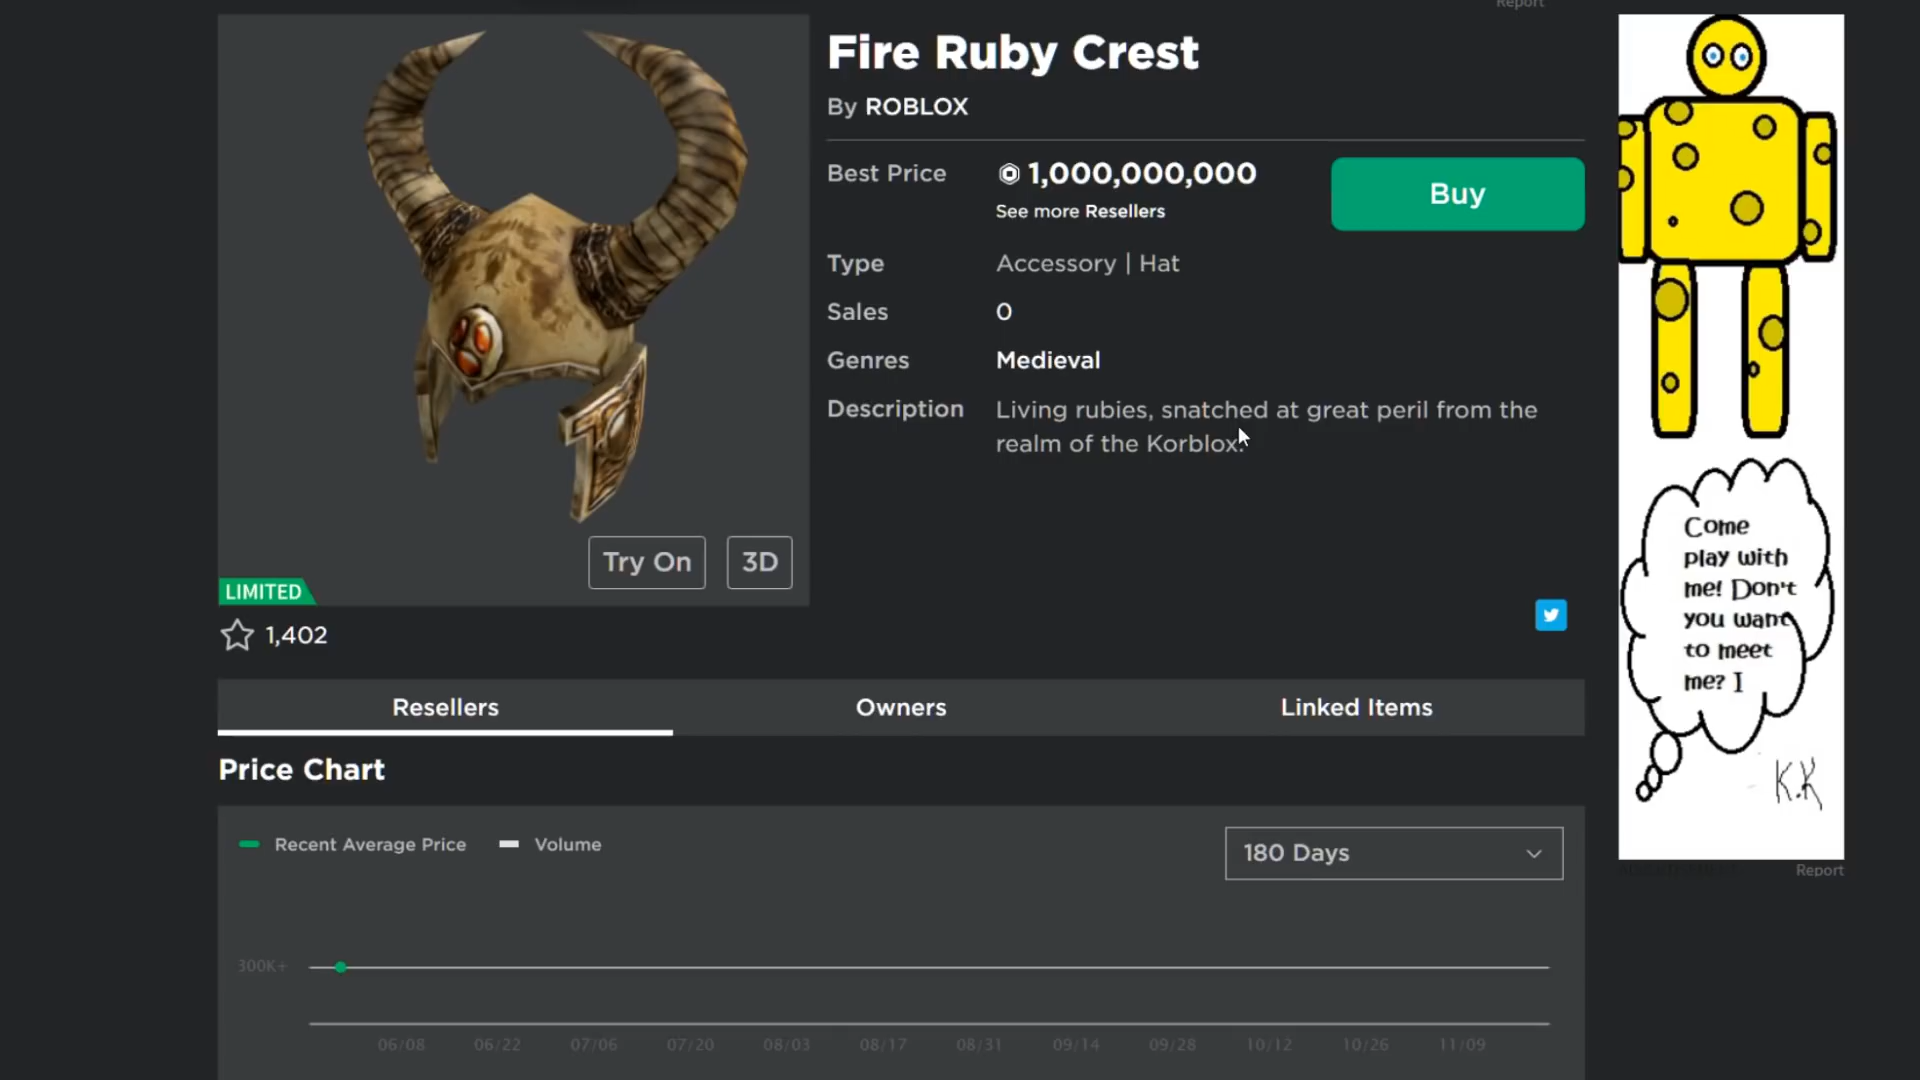 Report
Fire Ruby Crest
By ROBLOX
Best Price
1,000,000,000
Buy
See more Resellers
Type
Accessory | Hat
Sales
0
Genres
Medieval
Description
Living rubies, snatched at great peril from the
realm of the Korblox.
Try On
3D
LIMITED
1,402
Resellers
Owners
Linked Items
Price Chart
Recent Average Price
Volume
180 Days
300K+
06/08
06/22
07/06
07/20
08/03
08/17
08/31
09/14
09/28
10/12
10/26
11/09
Come
play with
me! Don't
you want
to meet
me? I
K.K
Report